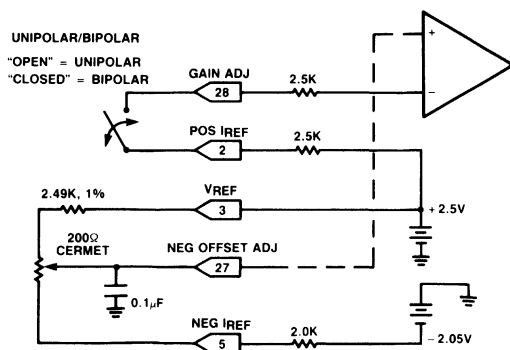 UNIPOLAR/BIPOLAR
"OPEN" = UNIPOLAR
"CLOSED" = BIPOLAR
GAIN ADJ
28
2.5K
+
−
POS IREF
2
2.5K
2.49K, 1%
VREF
3
+2.5V
200Ω
CERMET
NEG OFFSET ADJ
27
0.1µF
NEG IREF
5
2.0K
−2.05V